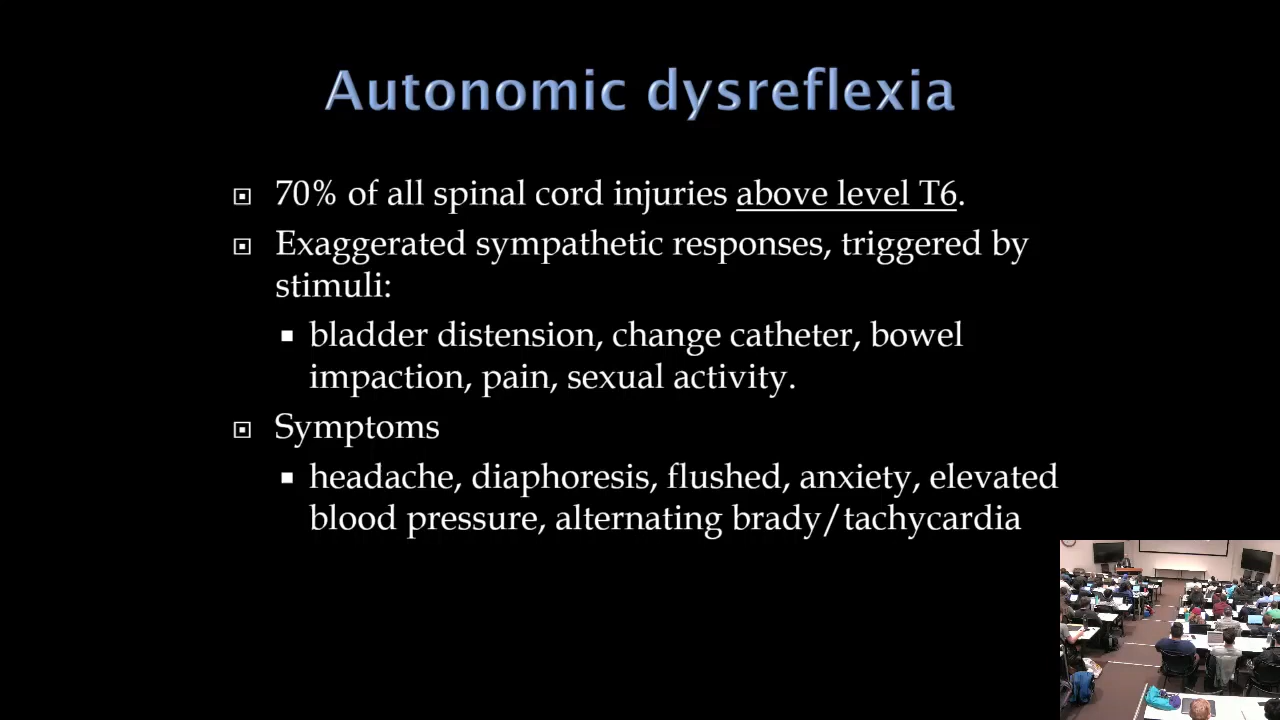 Autonomic dysreflexia
70% of all spinal cord injuries above level T6.
Exaggerated sympathetic responses, triggered by
stimuli:
bladder distension, change catheter, bowel
impaction, pain, sexual activity.
Symptoms
headache, diaphoresis, flushed, anxiety, elevated
blood pressure, alternating brady/tachycardia